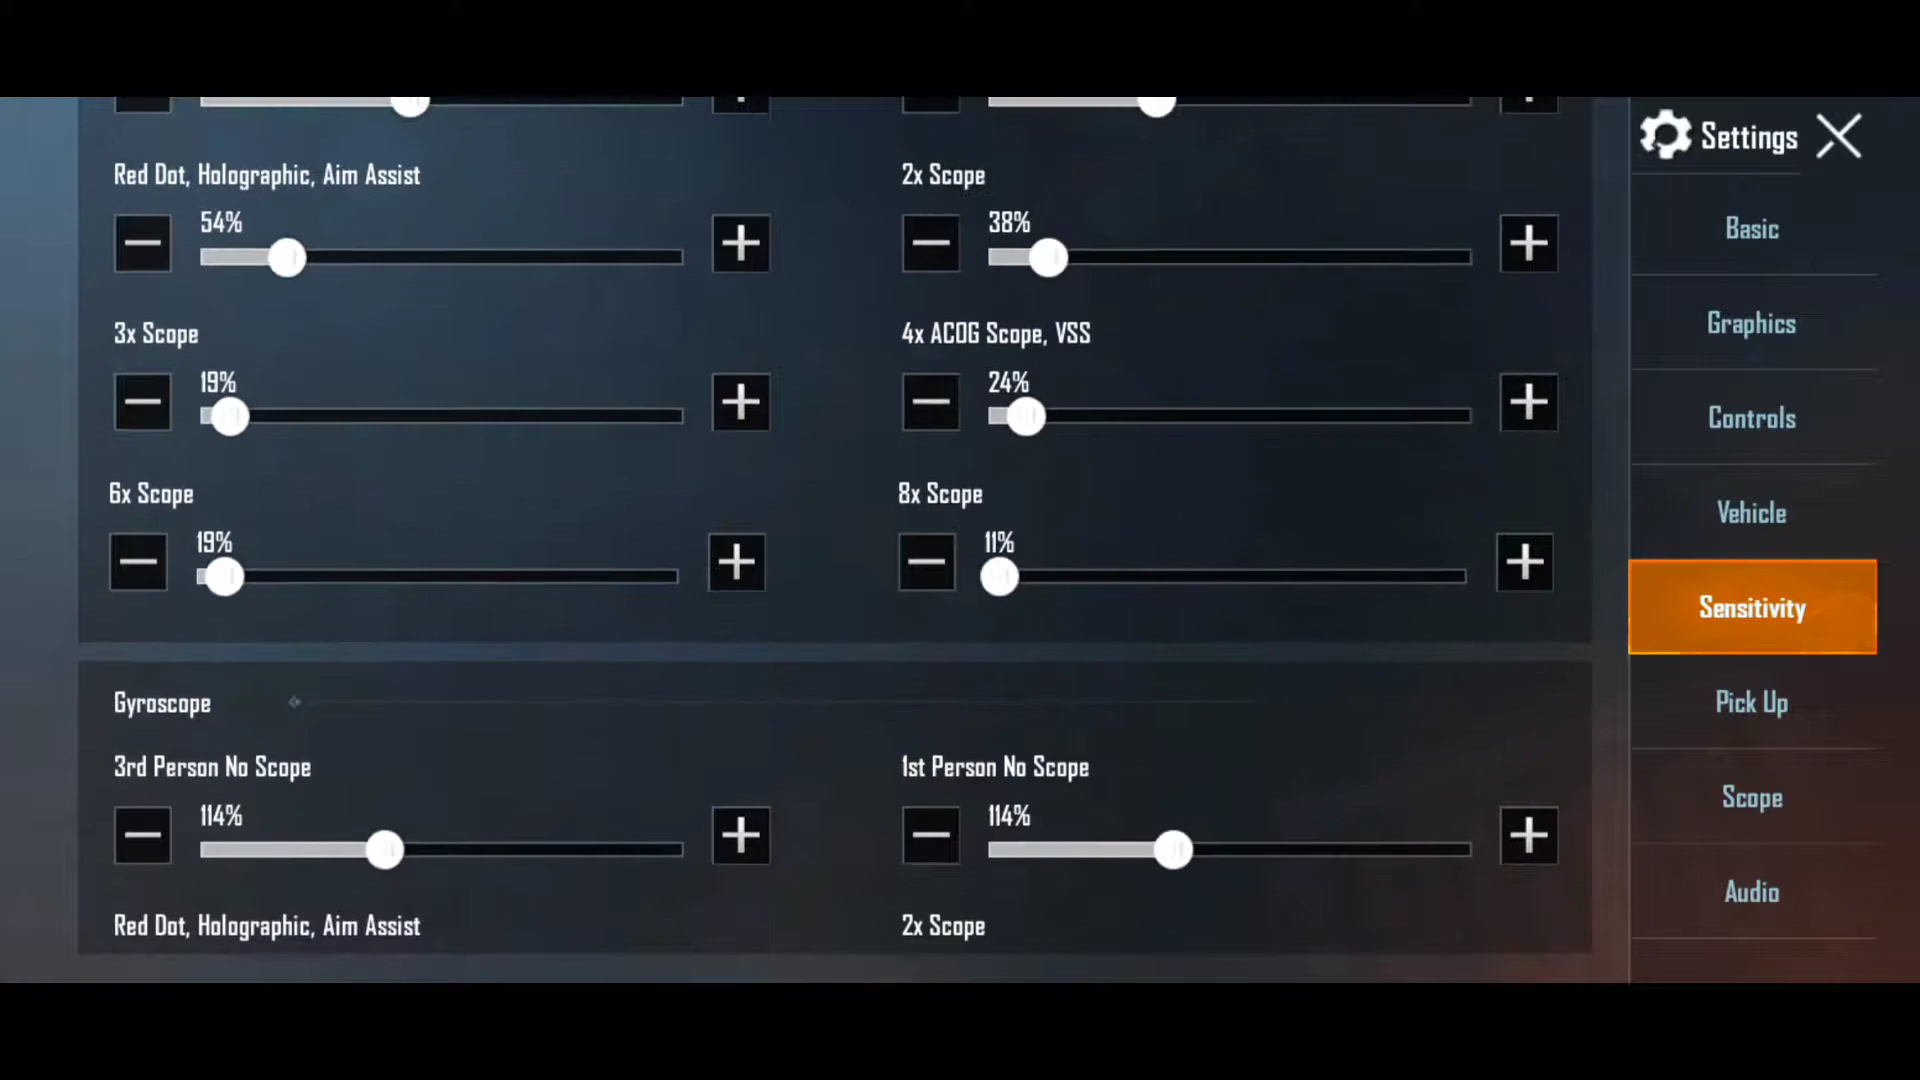 Settings
Red Dot, Holographic, Aim Assist
54%
2x Scope
38%
3x Scope
19%
4x ACOG Scope, VSS
24%
6x Scope
19%
8x Scope
11%
Gyroscope
3rd Person No Scope
114%
1st Person No Scope
114%
Red Dot, Holographic, Aim Assist
2x Scope
Basic
Graphics
Controls
Vehicle
Sensitivity
Pick Up
Scope
Audio